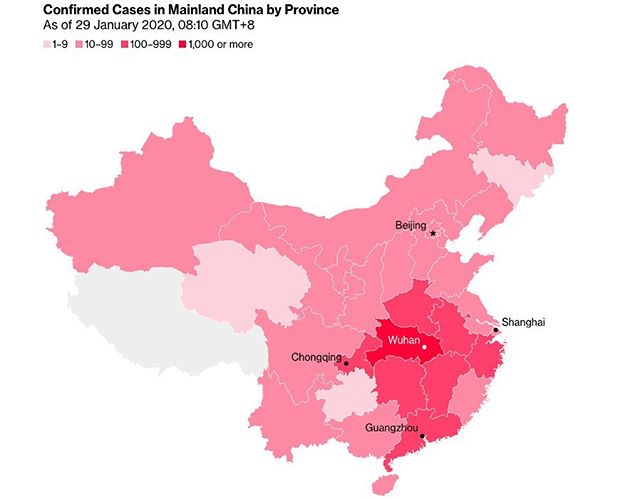 Confirmed Cases in Mainland China by Province
As of 29 January 2020, 08:10 GMT+8
1–9 10–99 100–999 1,000 or more
Beijing
Shanghai
Wuhan
Chongqing
Guangzhou